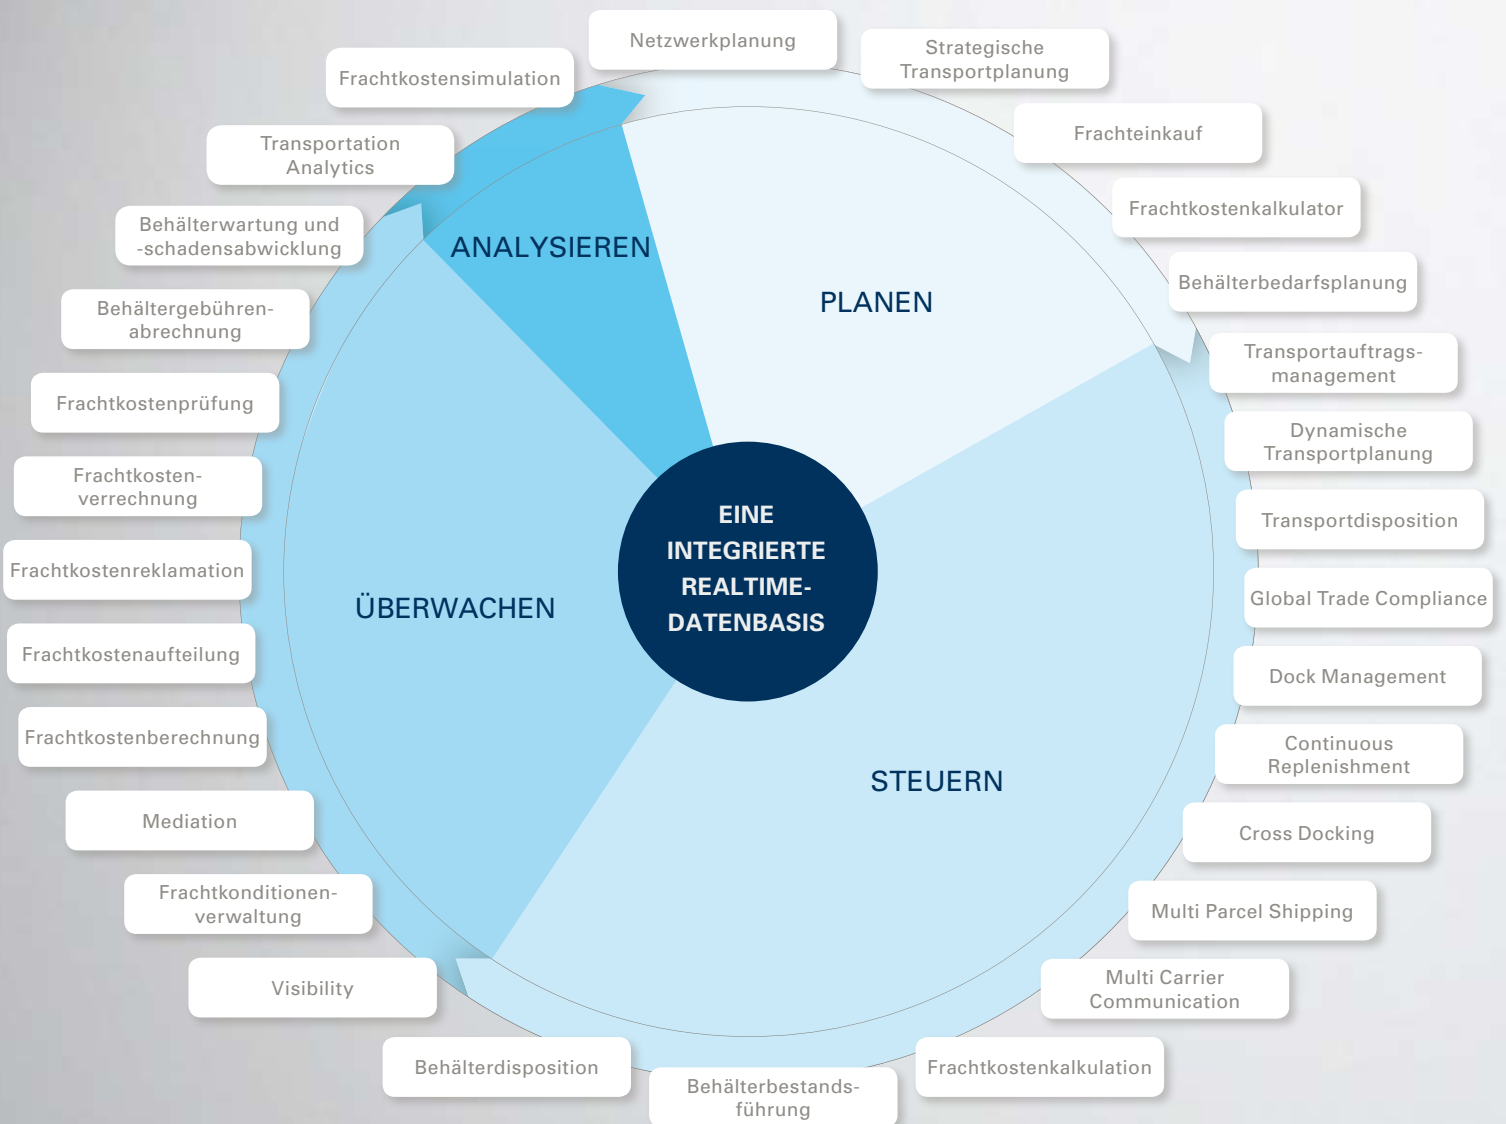 Netzwerkplanung
Strategische
Transportplanung
Frachteinkauf
Frachtkostenkalkulator
Behälterbedarfsplanung
Transportauftrags-
management
Dynamische
Transportplanung
Transportdisposition
Global Trade Compliance
Dock Management
Continuous
Replenishment
Cross Docking
Multi Parcel Shipping
Multi Carrier
Communication
Frachtkostenkalkulation
Behälterbestands-
führung
Behälterdisposition
Visibility
Frachtkonditionen-
verwaltung
Mediation
Frachtkostenberechnung
Frachtkostenaufteilung
Frachtkostenreklamation
Frachtkosten-
verrechnung
Frachtkostenprüfung
Behältergebühren-
abrechnung
Behälterwartung und
-schadensabwicklung
Transportation
Analytics
Frachtkostensimulation
ANALYSIEREN
PLANEN
STEUERN
ÜBERWACHEN
EINE
INTEGRIERTE
REALTIME-
DATENBASIS